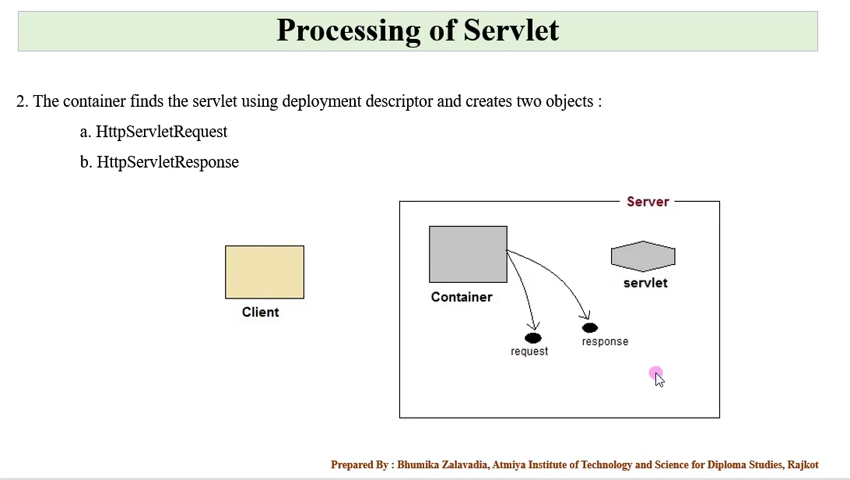 Processing of Servlet
2. The container finds the servlet using deployment descriptor and creates two objects :
a. HttpServletRequest
b. HttpServletResponse
Server
Container
servlet
Client
request
response
Prepared By : Bhumika Zalavadia, Atmiya Institute of Technology and Science for Diploma Studies, Rajkot